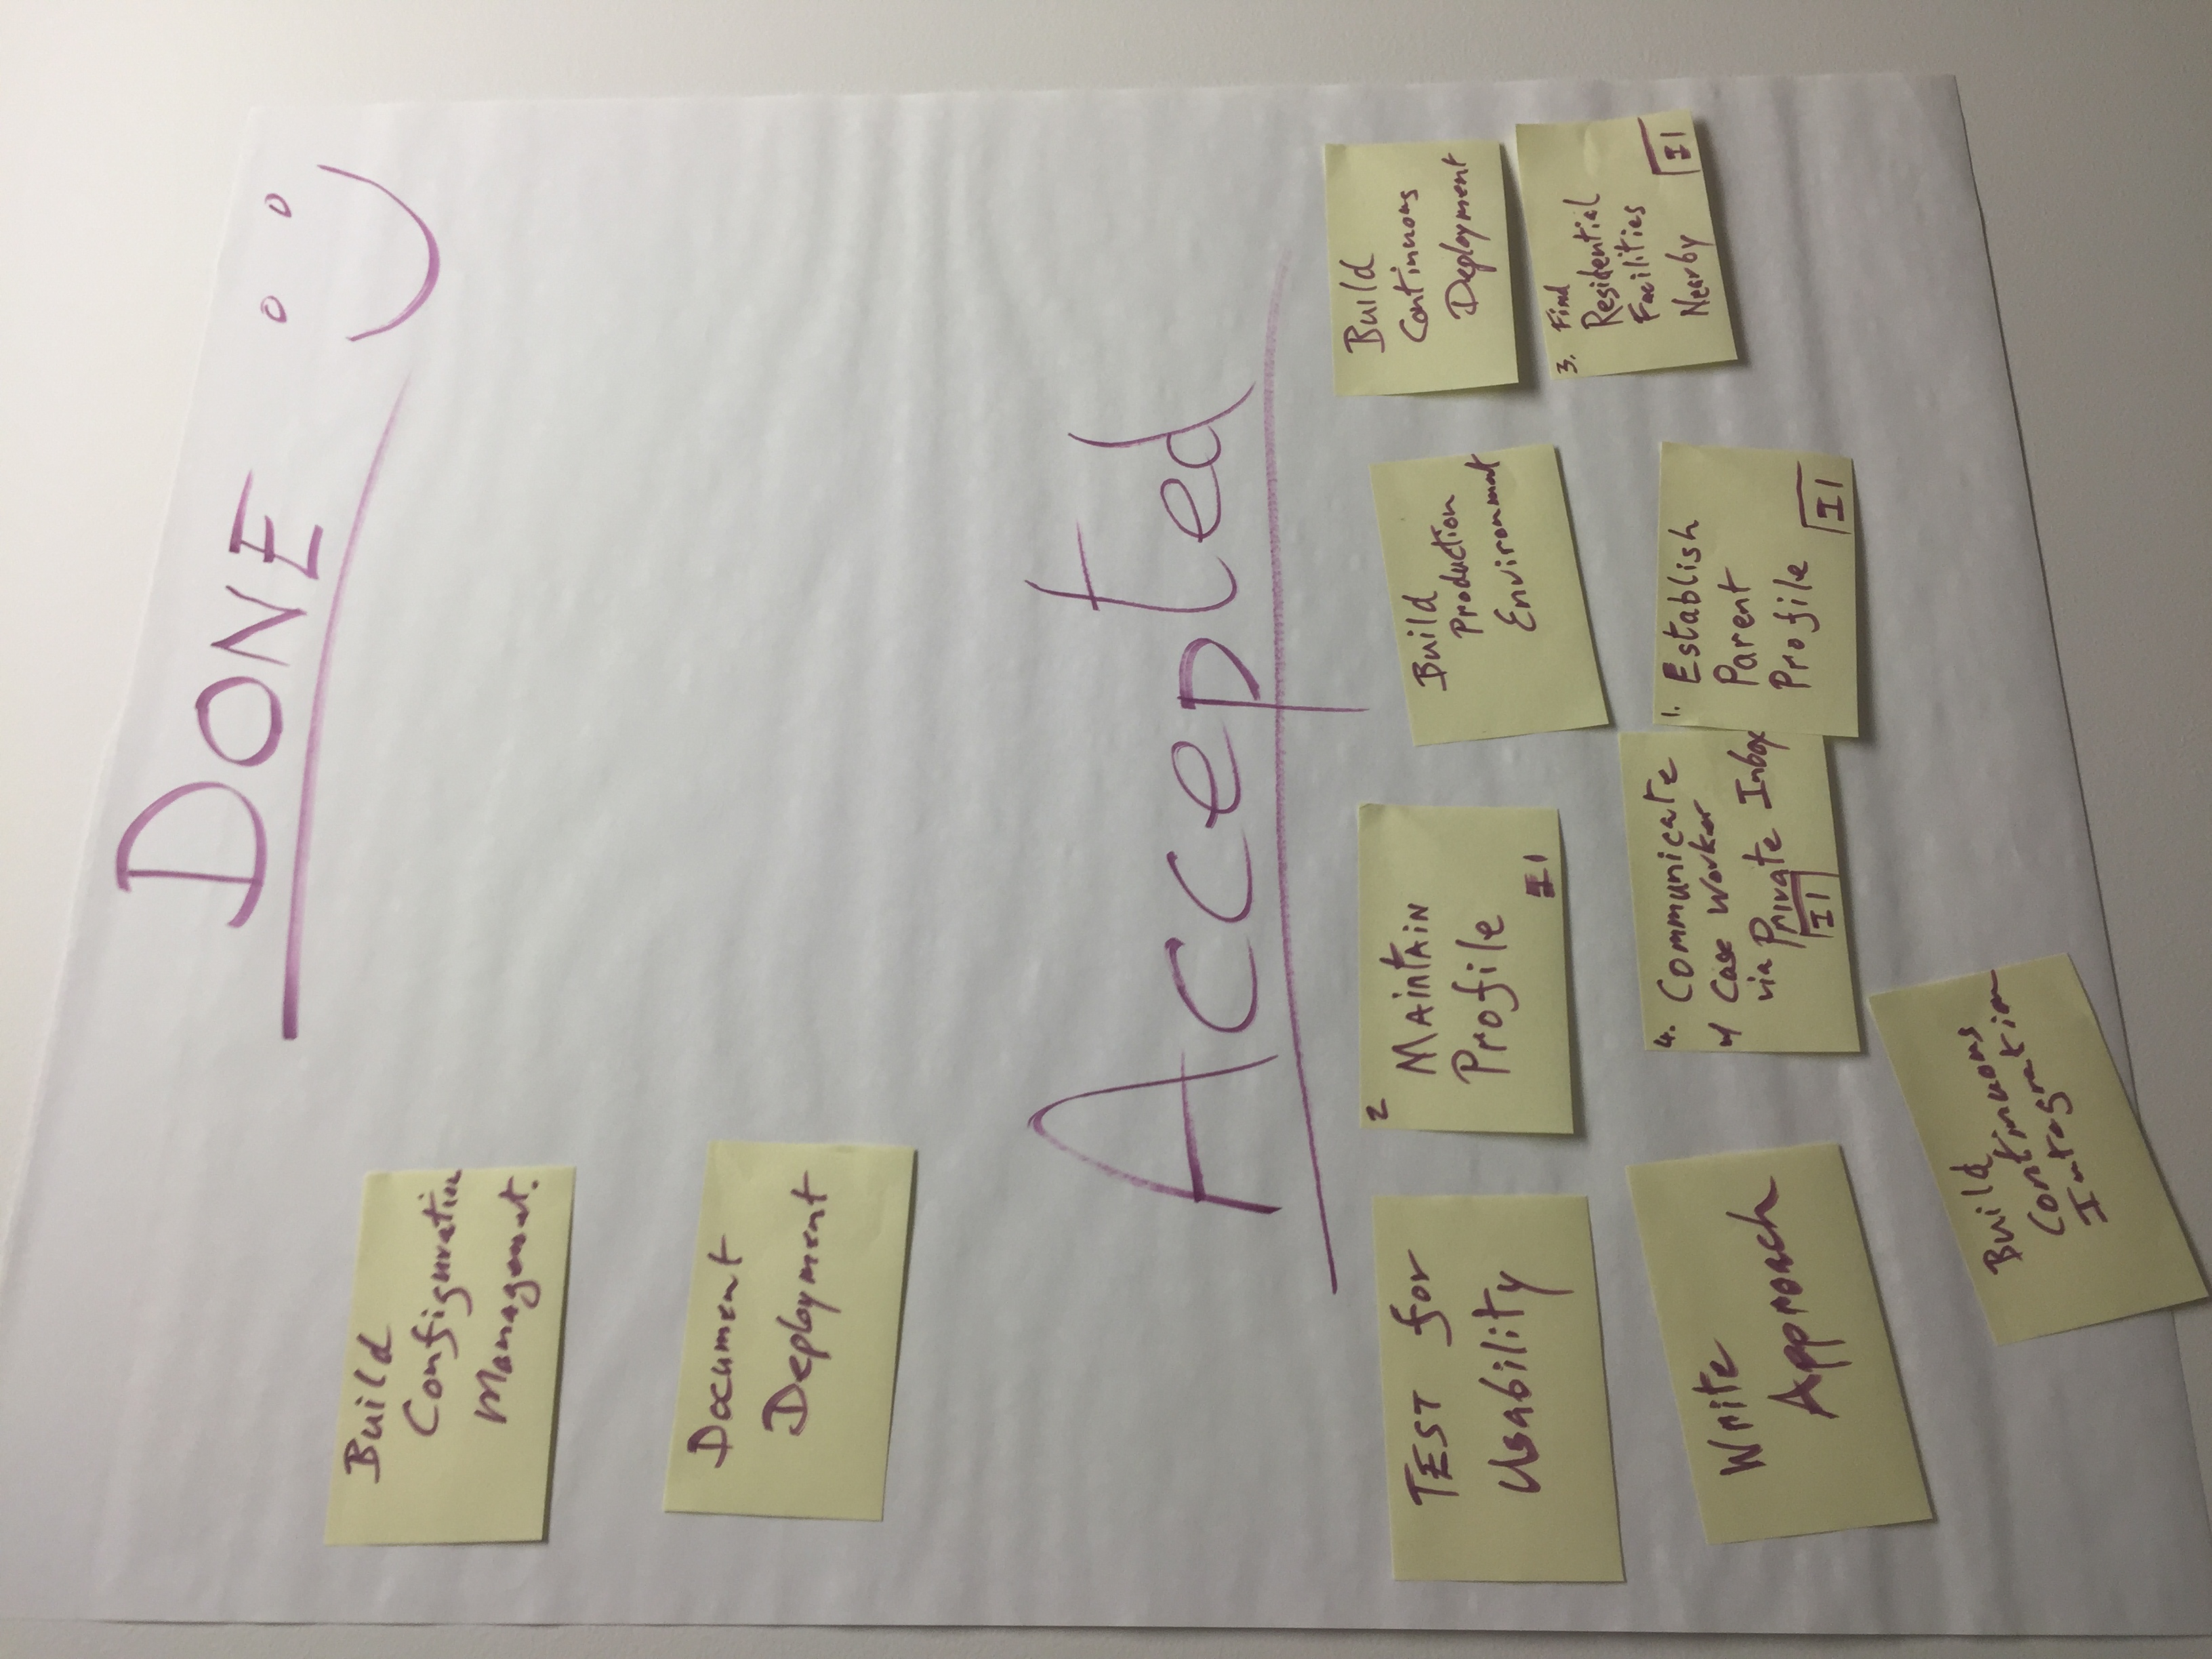 DONE
Build
Configuration
Management.
Document
Deployment
Accepted
TEST for
Usability
2
MAINTAIN
Profile
I1
Build
Production
Environment
Build
Continuous
Deployment
3. Find
Residential
Facilities
Nearby
I1
Write
Approach
4. Communicate
w/ Case Worker
via Private Inbox
I1
1. Establish
Parent
Profile
I1
Build
Continuous
Integration